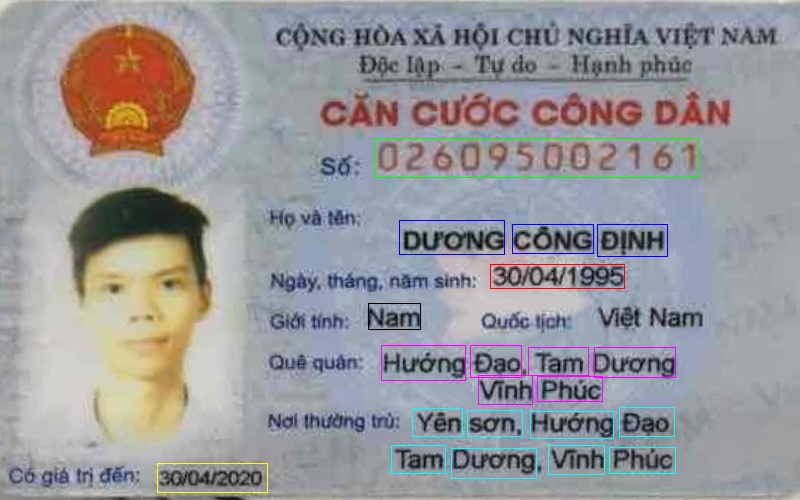 CỘNG HÒA XÃ HỘI CHỦ NGHĨA VIỆT NAM
Độc lập - Tự do - Hạnh phúc
CĂN CƯỚC CÔNG DÂN
Số: 026095002161
Họ và tên:
DƯƠNG CÔNG ĐỊNH
Ngày, tháng, năm sinh: 30/04/1995
Giới tính: Nam Quốc tịch: Việt Nam
Quê quán: Hướng Đạo, Tam Dương
Vĩnh Phúc
Nơi thường trú: Yên sơn, Hướng Đạo
Tam Dương, Vĩnh Phúc
Có giá trị đến: 30/04/2020